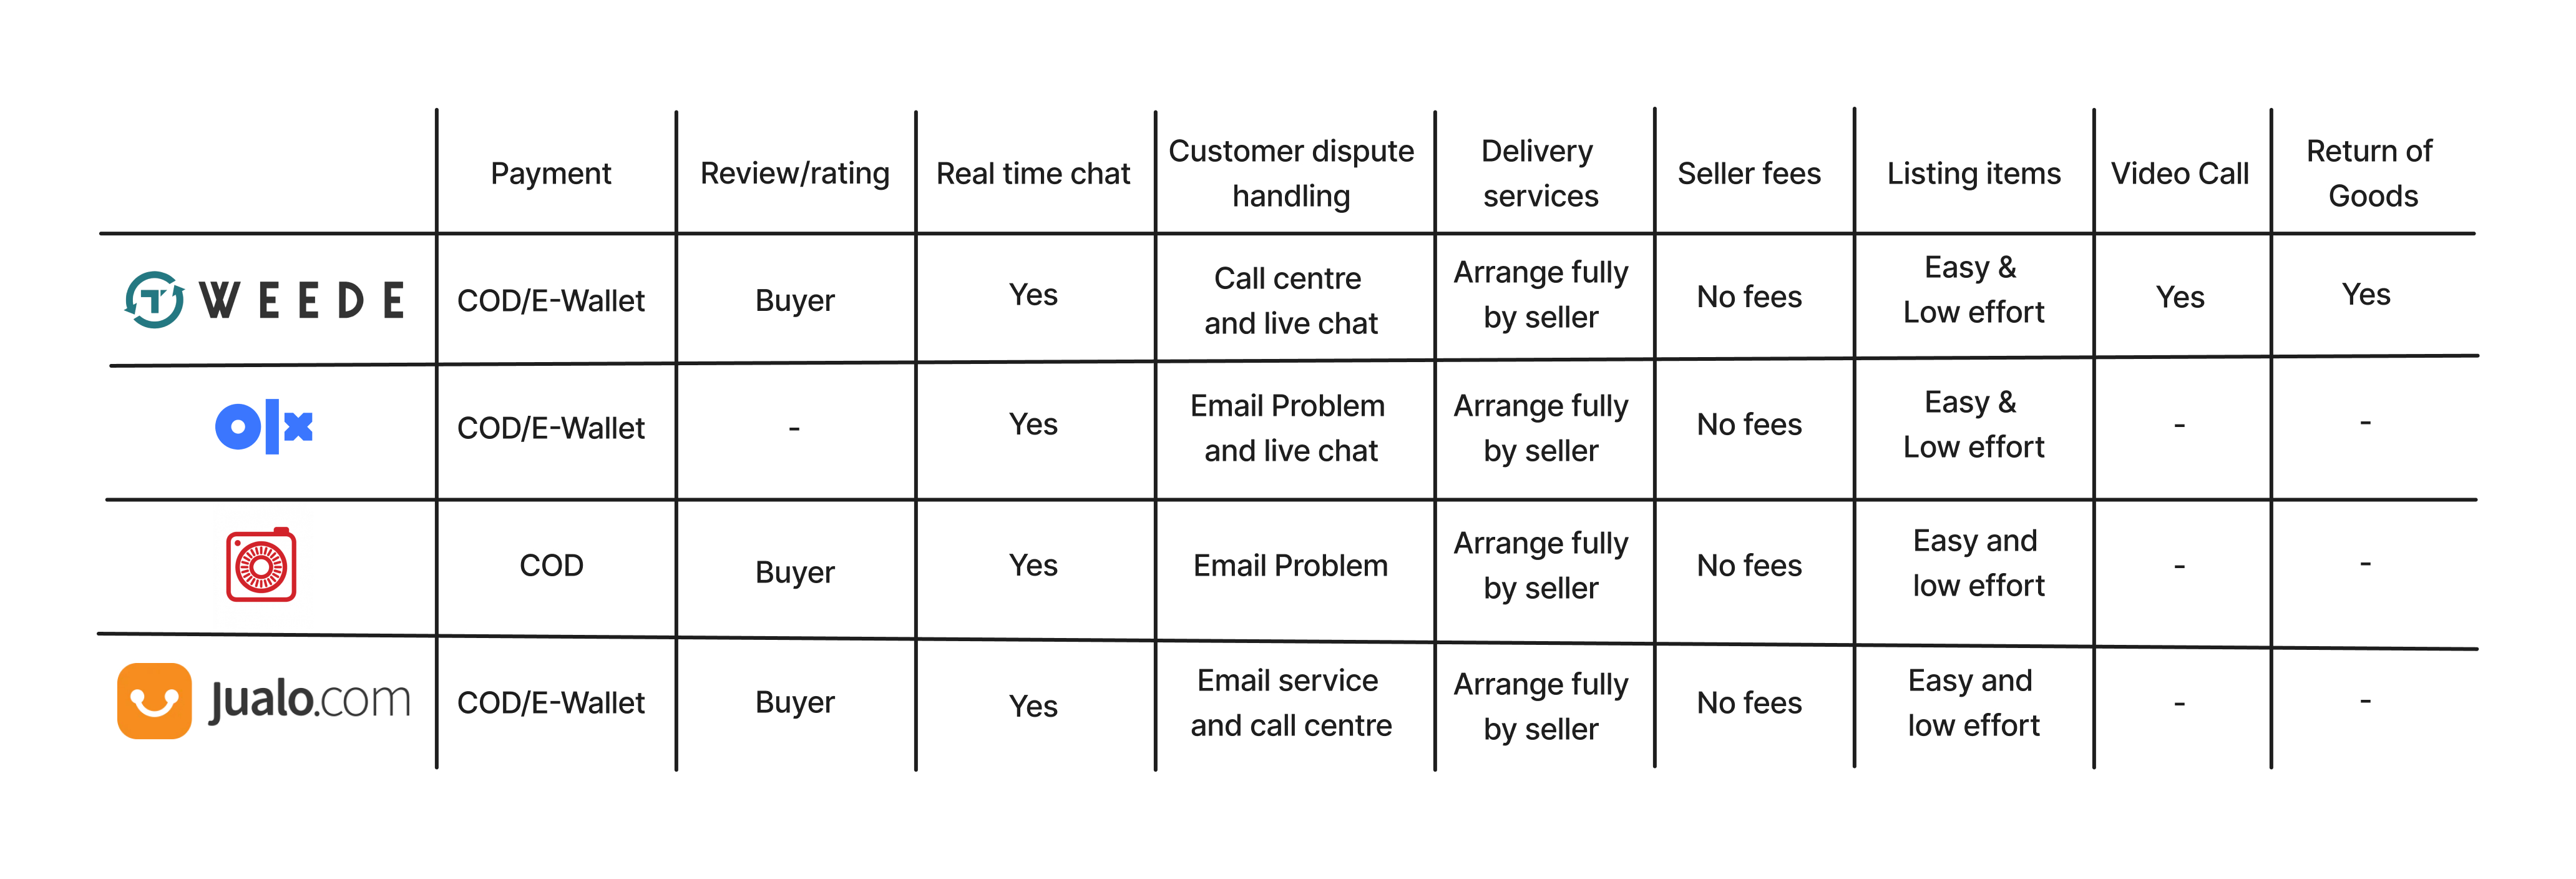 Payment
Review/rating
Real time chat
Customer dispute
handling
Delivery
services
Seller fees
Listing items
Video Call
Return of
Goods
T WEEDE
COD/E-Wallet
Buyer
Yes
Call centre
and live chat
Arrange fully
by seller
No fees
Easy &
Low effort
Yes
Yes
olx
COD/E-Wallet
-
Yes
Email Problem
and live chat
Arrange fully
by seller
No fees
Easy &
Low effort
-
-
COD
Buyer
Yes
Email Problem
Arrange fully
by seller
No fees
Easy and
low effort
-
-
Jualo.com
COD/E-Wallet
Buyer
Yes
Email service
and call centre
Arrange fully
by seller
No fees
Easy and
low effort
-
-